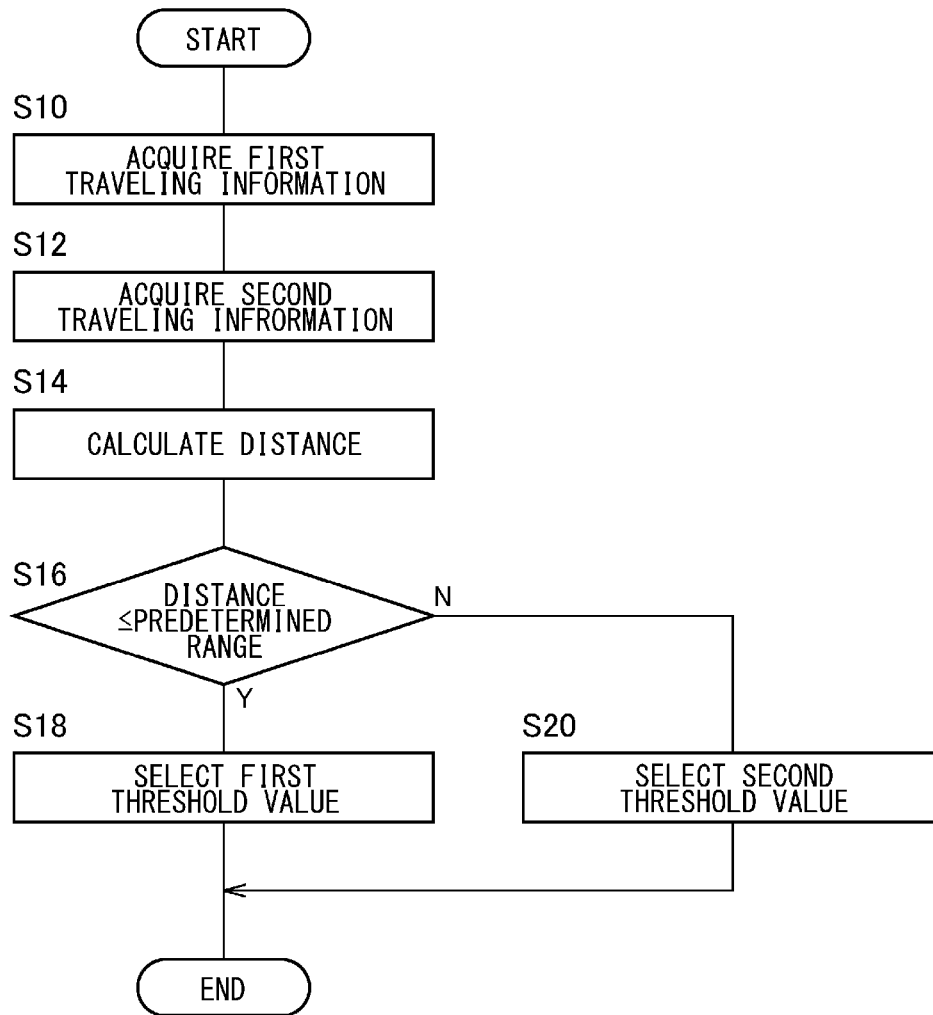 START
S10
ACQUIRE FIRST
TRAVELING INFORMATION
S12
ACQUIRE SECOND
TRAVELING INFRORMATION
S14
CALCULATE DISTANCE
S16
DISTANCE
≤PREDETERMINED
RANGE
N
Y
S18
SELECT FIRST
THRESHOLD VALUE
S20
SELECT SECOND
THRESHOLD VALUE
END